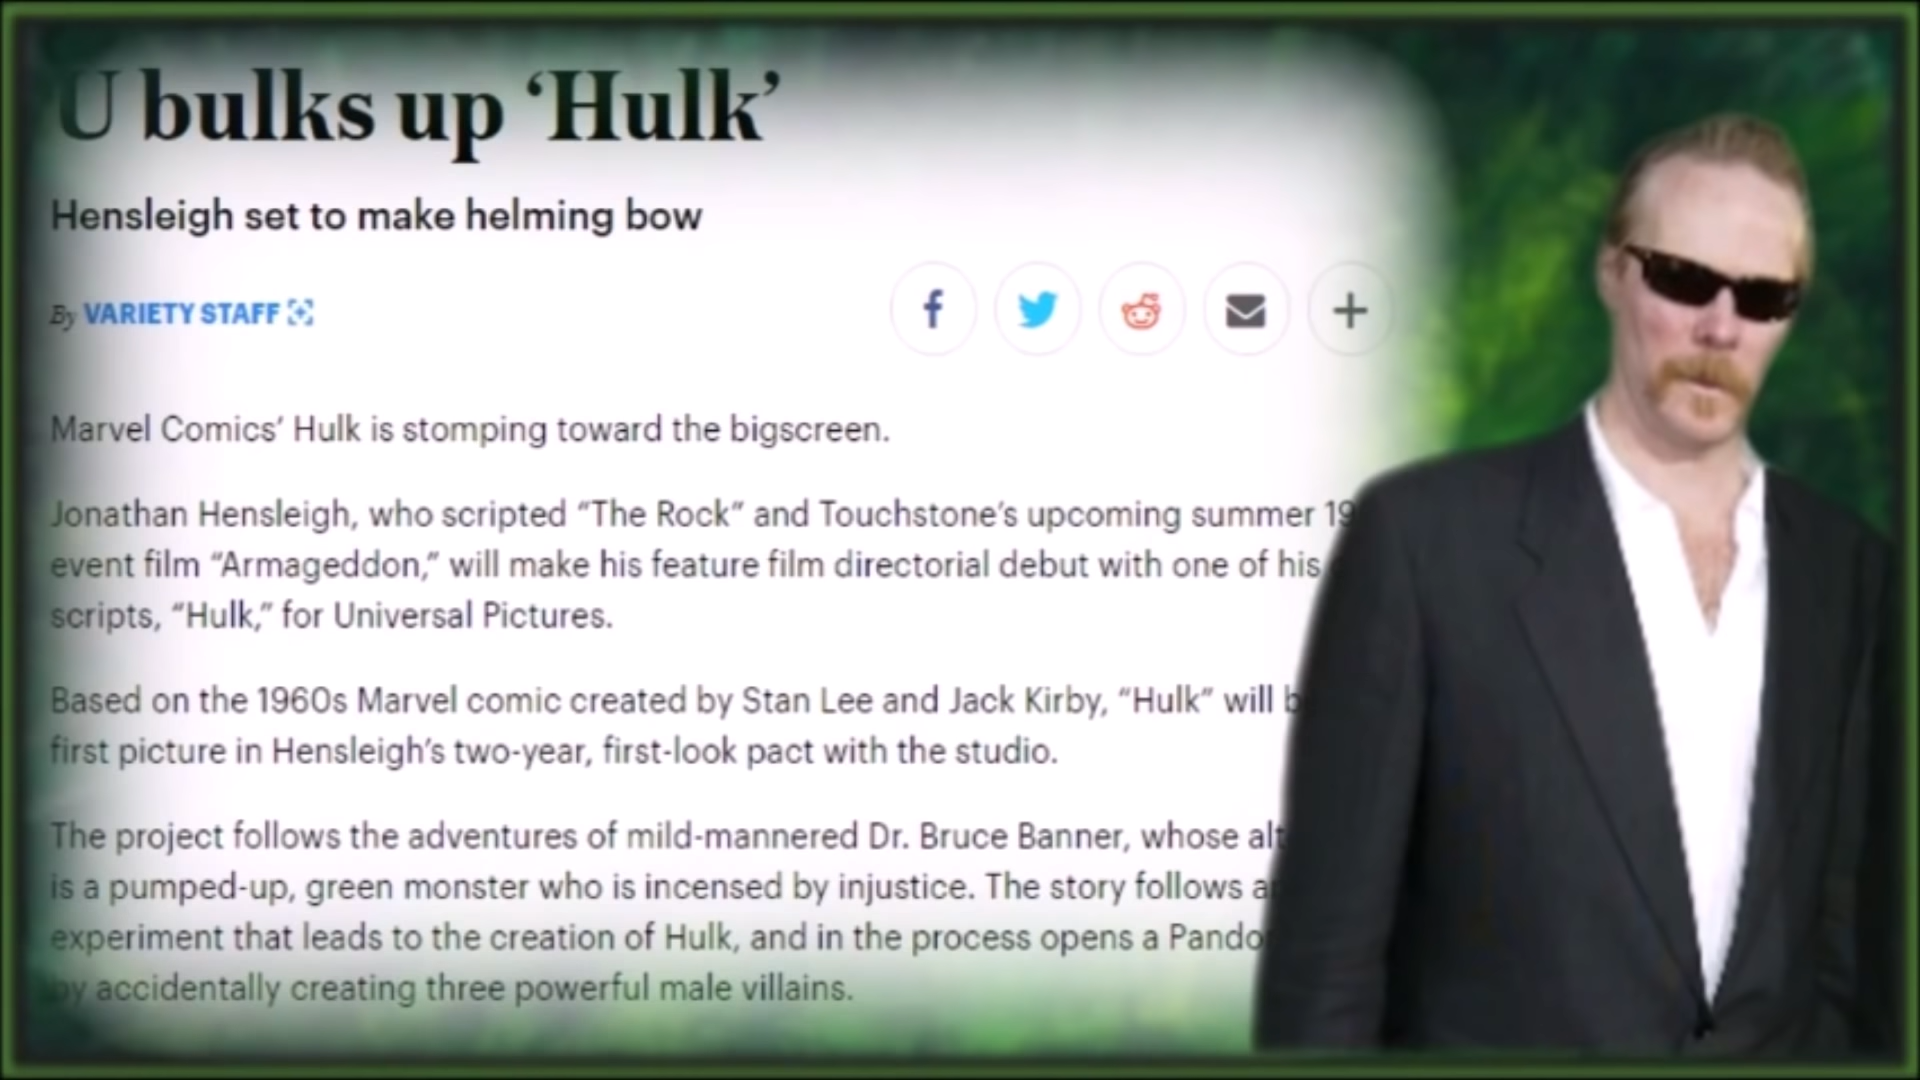 U bulks up ‘Hulk’
Hensleigh set to make helming bow
By VARIETY STAFF
Marvel Comics’ Hulk is stomping toward the bigscreen.
Jonathan Hensleigh, who scripted “The Rock” and Touchstone’s upcoming summer 19
event film “Armageddon,” will make his feature film directorial debut with one of his
scripts, “Hulk,” for Universal Pictures.
Based on the 1960s Marvel comic created by Stan Lee and Jack Kirby, “Hulk” will b
first picture in Hensleigh’s two-year, first-look pact with the studio.
The project follows the adventures of mild-mannered Dr. Bruce Banner, whose alt
is a pumped-up, green monster who is incensed by injustice. The story follows a
experiment that leads to the creation of Hulk, and in the process opens a Pando
by accidentally creating three powerful male villains.